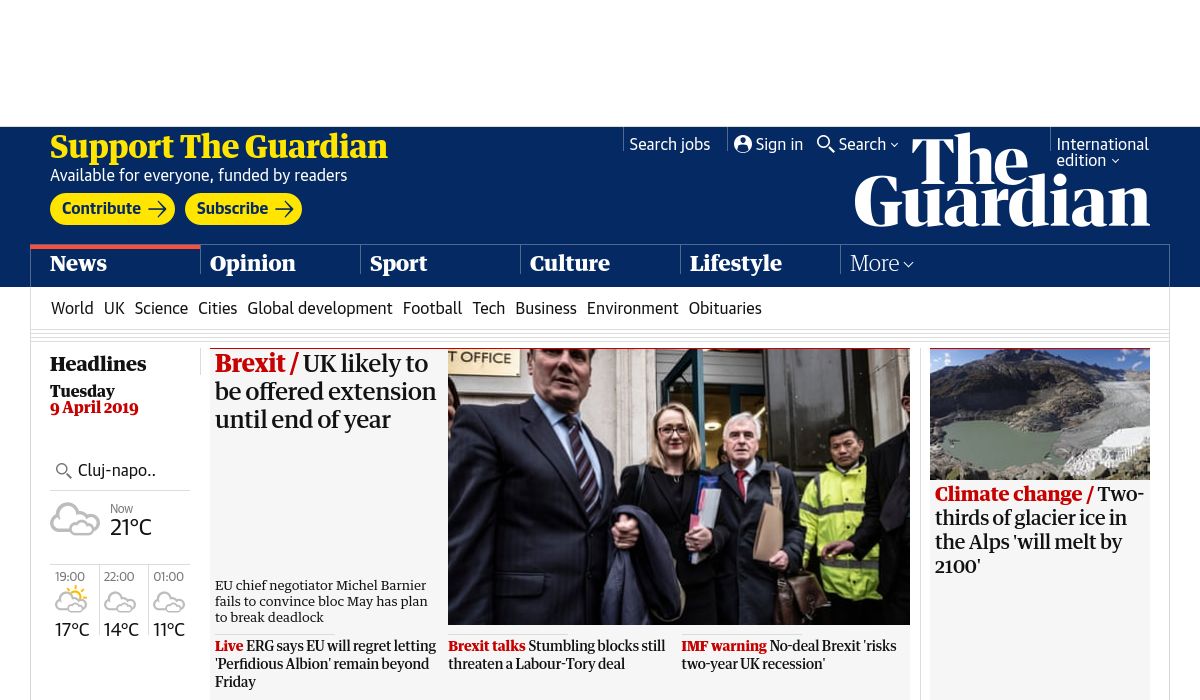 Support The Guardian
Available for everyone, funded by readers
Contribute
Subscribe
Search jobs
Sign in
Search
International
edition
The
Guardian
News
Opinion
Sport
Culture
Lifestyle
More
World
UK
Science
Cities
Global development
Football
Tech
Business
Environment
Obituaries
Headlines
Tuesday
9 April 2019
Cluj-napo..
Now
21°C
19:00
22:00
01:00
17°C
14°C
11°C
Brexit / UK likely to
be offered extension
until end of year
EU chief negotiator Michel Barnier
fails to convince bloc May has plan
to break deadlock
T OFFICE
Live ERG says EU will regret letting
'Perfidious Albion' remain beyond
Friday
Brexit talks Stumbling blocks still
threaten a Labour-Tory deal
IMF warning No-deal Brexit 'risks
two-year UK recession'
Climate change / Two-
thirds of glacier ice in
the Alps 'will melt by
2100'